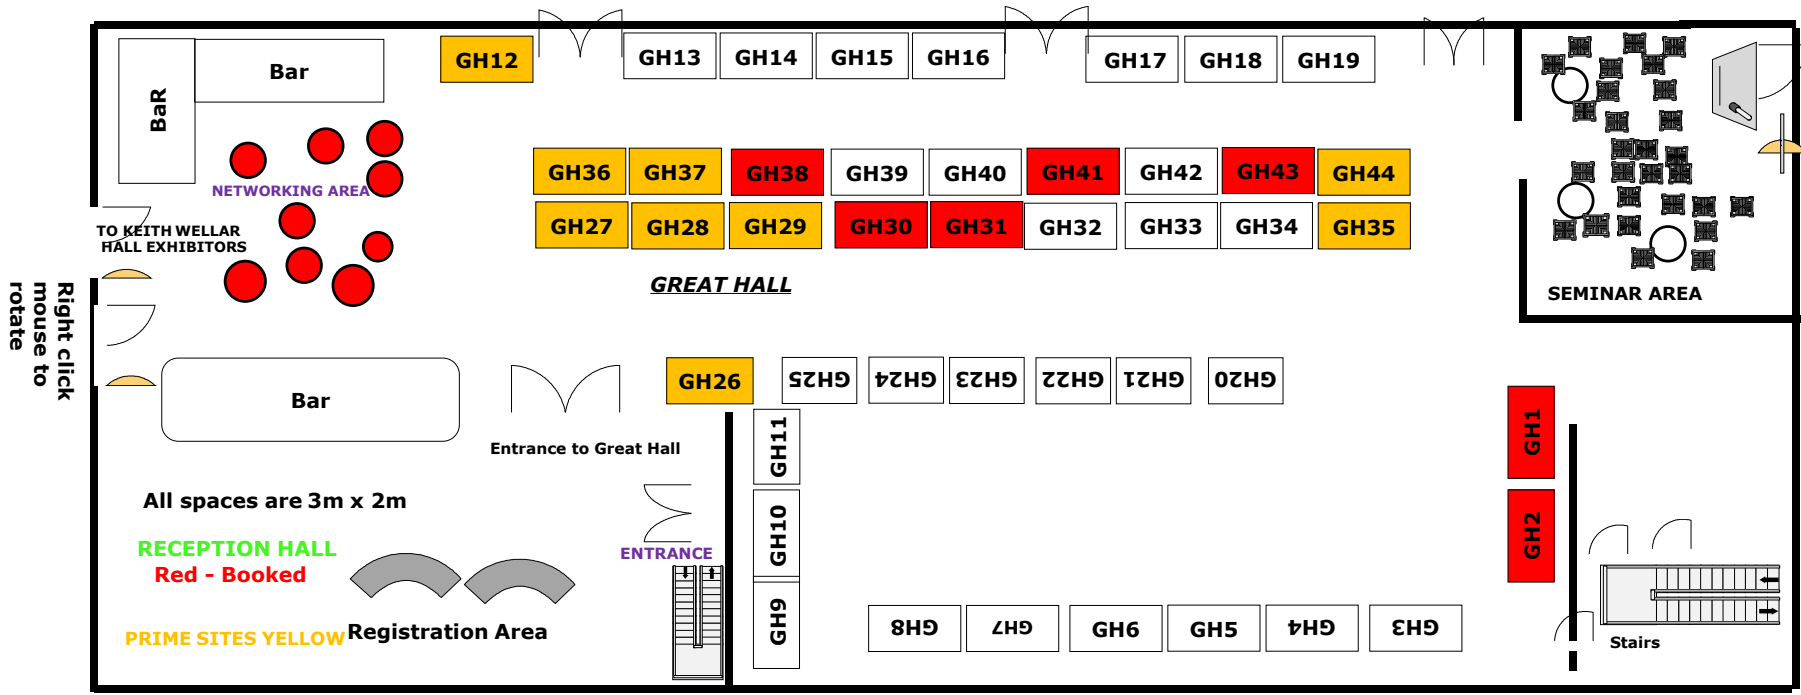 Bar
BaR
GH12
GH13
GH14
GH15
GH16
GH17
GH18
GH19
NETWORKING AREA
GH36
GH37
GH38
GH39
GH40
GH41
GH42
GH43
GH44
GH27
GH28
GH29
GH30
GH31
GH32
GH33
GH34
GH35
TO KEITH WELLAR
HALL EXHIBITORS
GREAT HALL
SEMINAR AREA
Right click
mouse to
rotate
Bar
GH26
GH25
GH24
GH23
GH22
GH21
GH20
Entrance to Great Hall
GH11
GH1
All spaces are 3m x 2m
GH10
GH2
RECEPTION HALL
Red - Booked
ENTRANCE
PRIME SITES YELLOW
Registration Area
GH9
GH8
GH7
GH6
GH5
GH4
GH3
Stairs